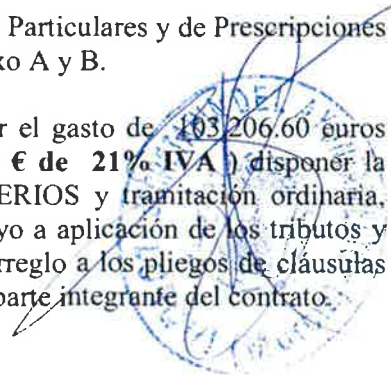 Particulares y de Prescripciones
xo A y B.
r el gasto de 103.206.60 euros
€ de 21% IVA ) disponer la
ERIOS y tramitación ordinaria,
yo a aplicación de los tributos y
rreglo a los pliegos de cláusulas
parte integrante del contrato.